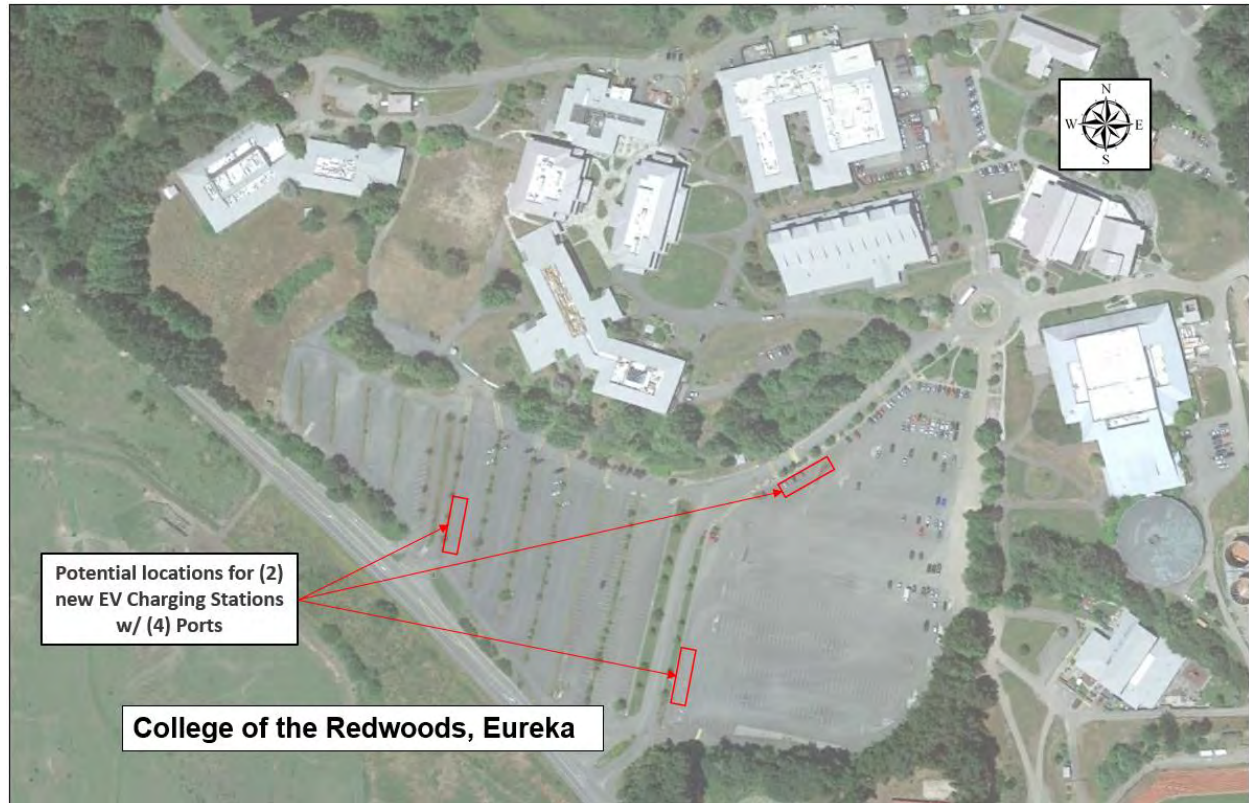 N
W E
S
Potential locations for (2)
new EV Charging Stations
w/ (4) Ports
College of the Redwoods, Eureka